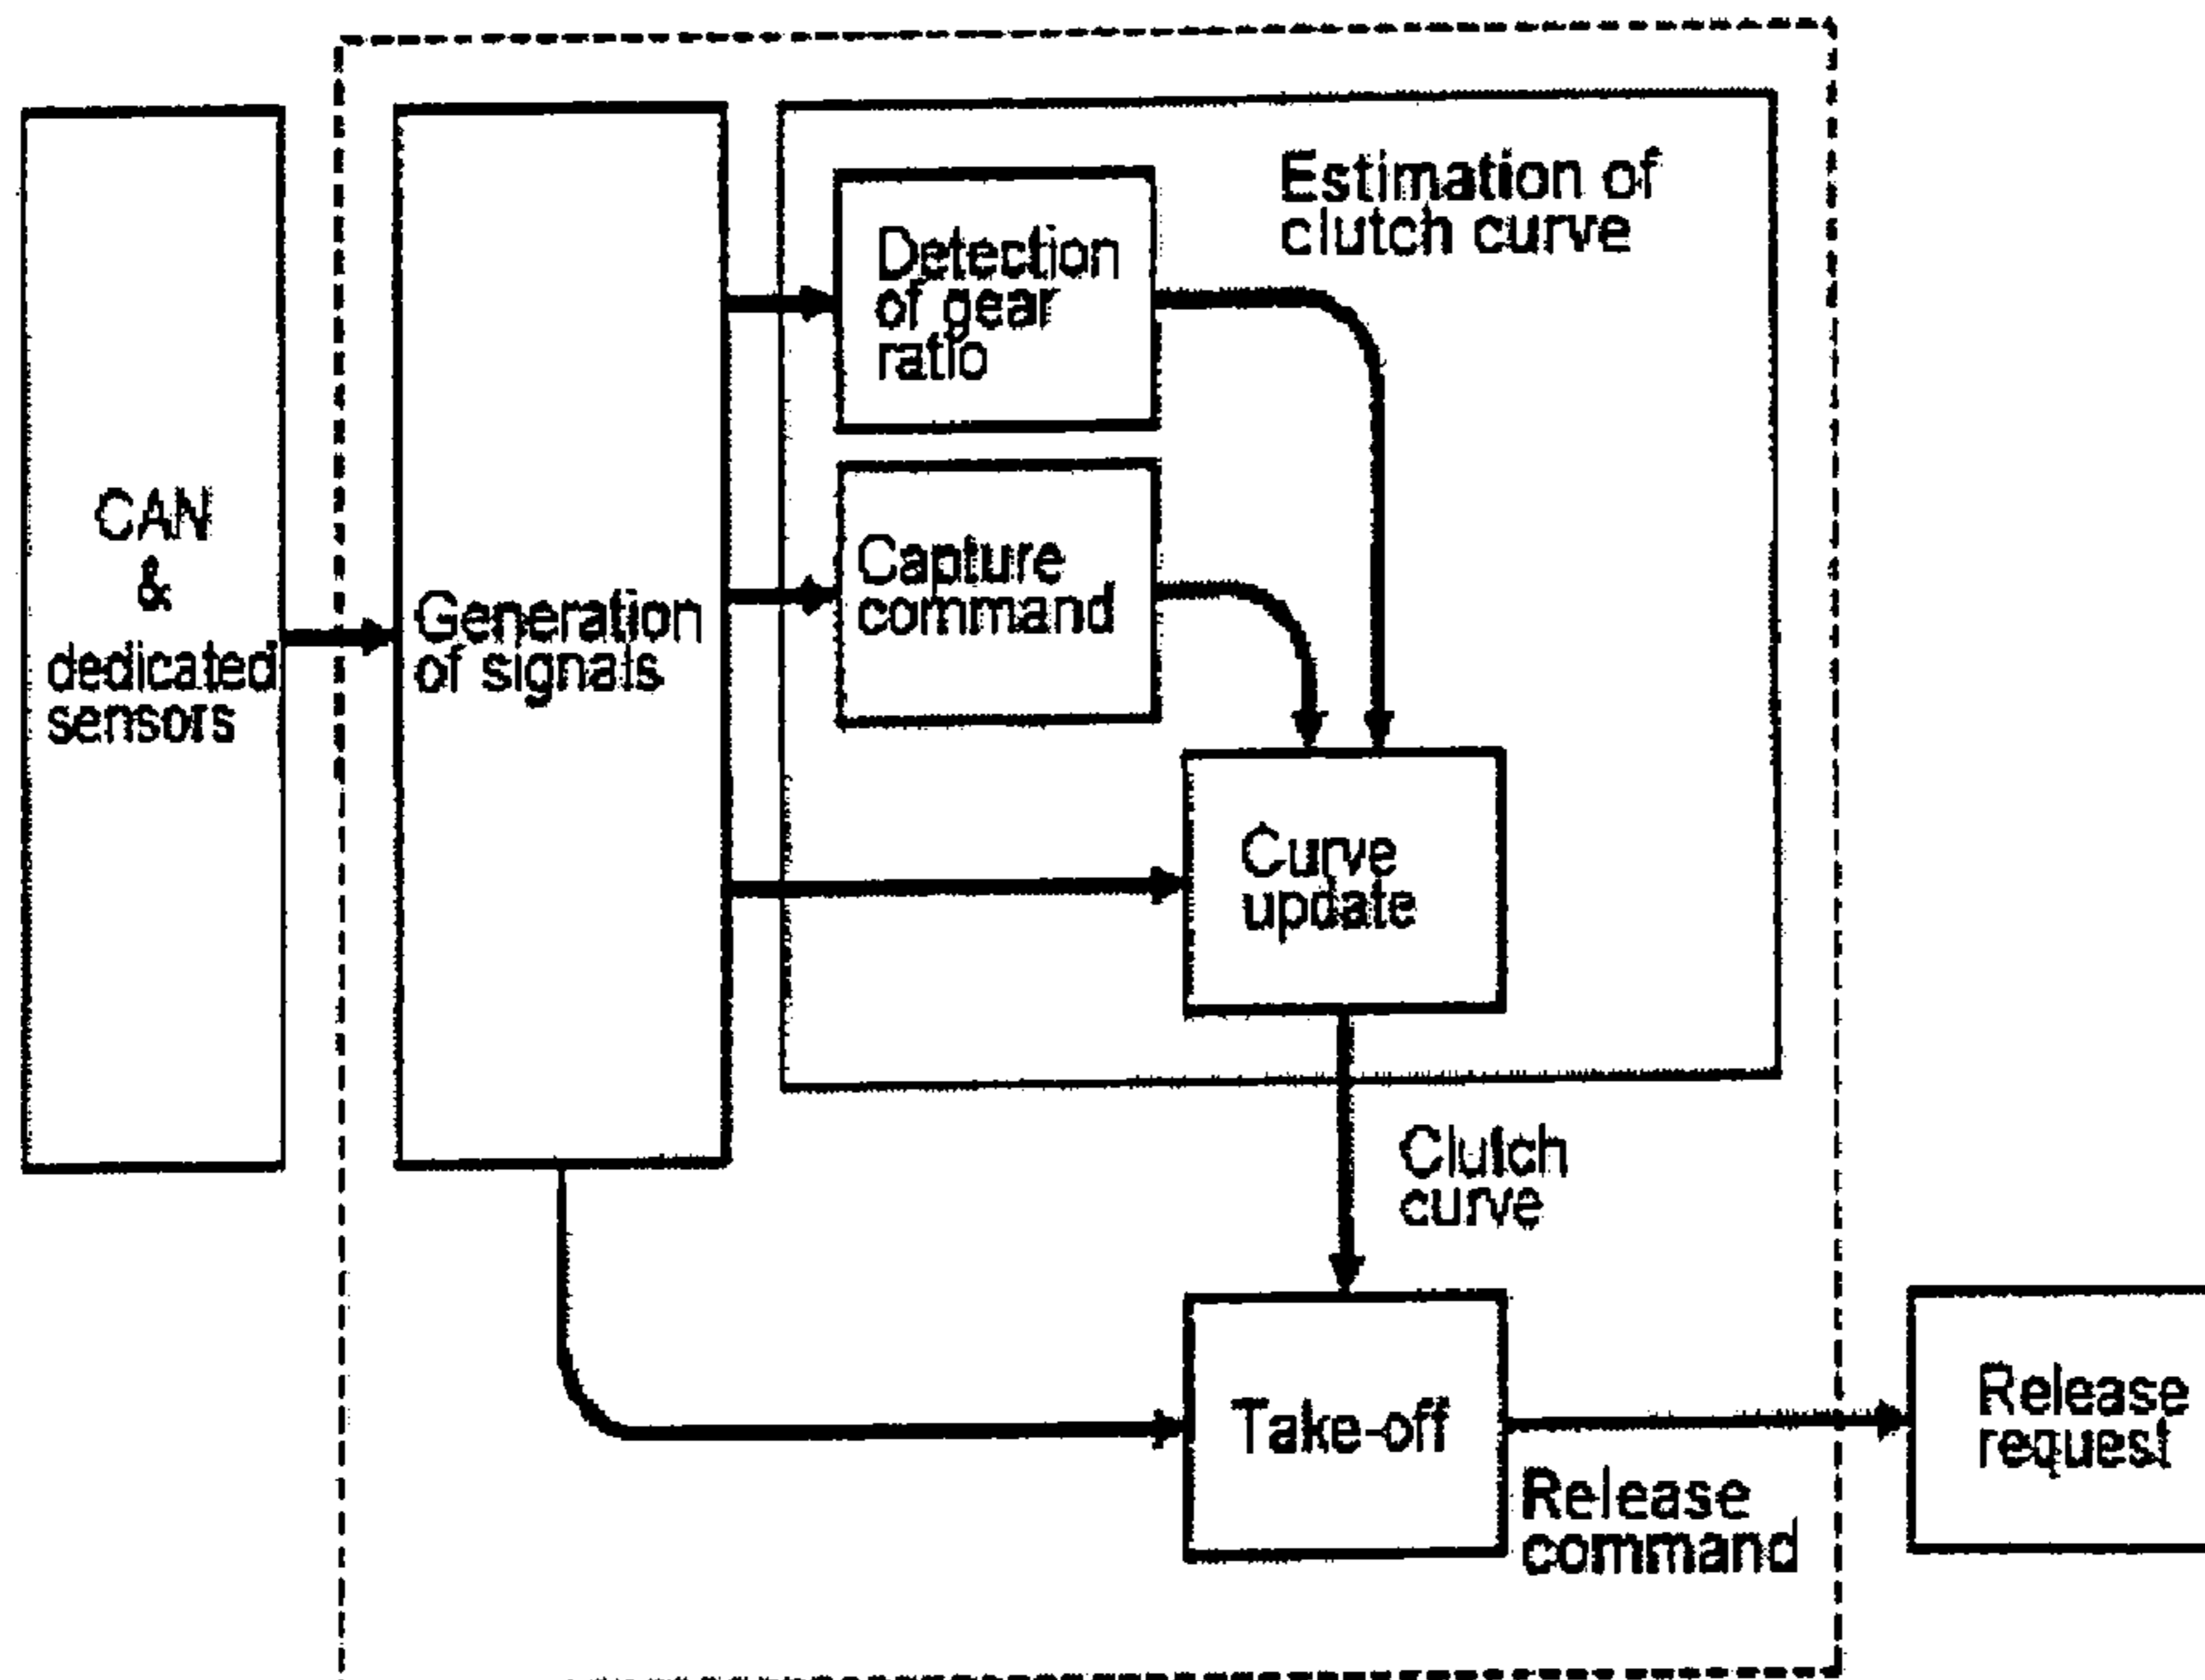 CAN
&
dedicated
sensors
Generation
of signals
Detection
of gear
ratio
Estimation of
clutch curve
Capture
command
Curve
update
Clutch
curve
Take-off
Release
command
Release
request